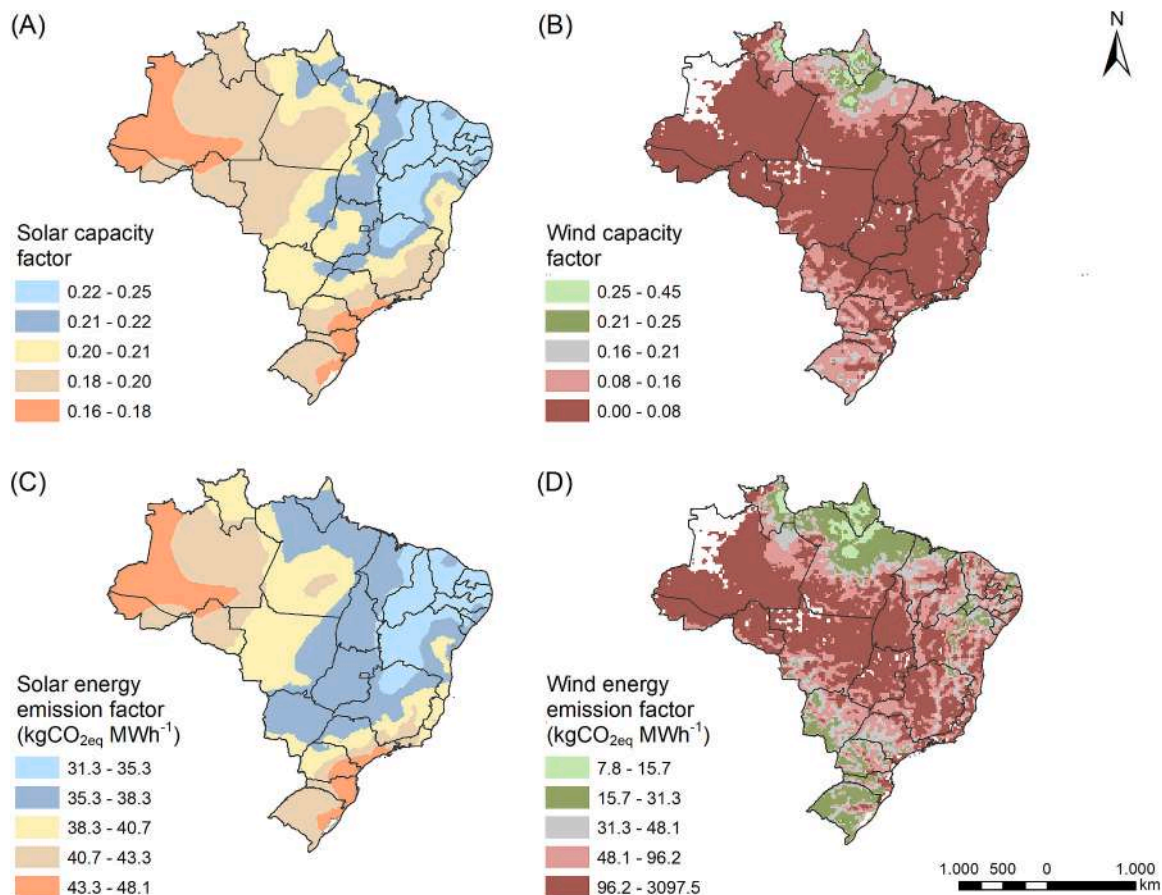 (A)
(B)
N
Solar capacity
factor
0.22 - 0.25
0.21 - 0.22
0.20 - 0.21
0.18 - 0.20
0.16 - 0.18
Wind capacity
factor
0.25 - 0.45
0.21 - 0.25
0.16 - 0.21
0.08 - 0.16
0.00 - 0.08
(C)
(D)
Solar energy
emission factor
(kgCO₂eq MWh⁻¹)
31.3 - 35.3
35.3 - 38.3
38.3 - 40.7
40.7 - 43.3
43.3 - 48.1
Wind energy
emission factor
(kgCO₂eq MWh⁻¹)
7.8 - 15.7
15.7 - 31.3
31.3 - 48.1
48.1 - 96.2
96.2 - 3097.5
1.000 500 0 1.000
km